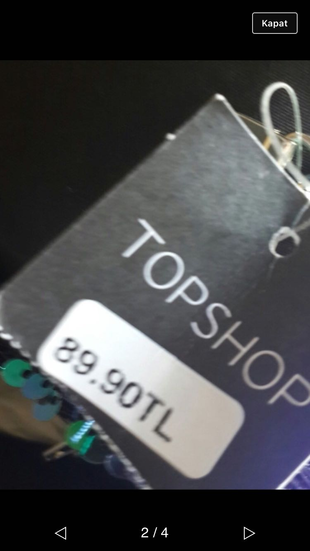 Kapat
TOPSHOP
89.90TL
2 / 4